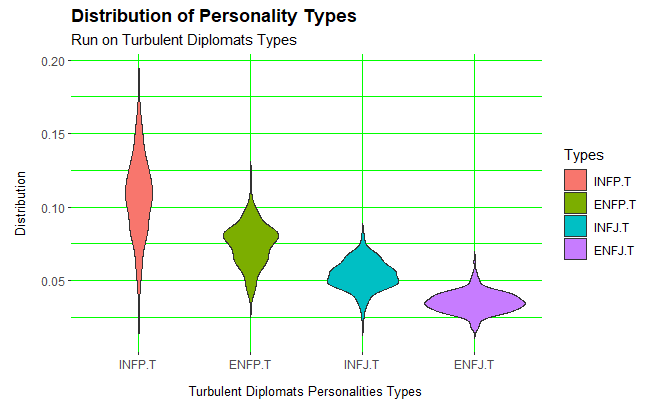 Distribution of Personality Types
Run on Turbulent Diplomats Types
0.20
0.15
0.10
0.05
Distribution
INFP.T
ENFP.T
INFJ.T
ENFJ.T
Turbulent Diplomats Personalities Types
Types
INFP.T
ENFP.T
INFJ.T
ENFJ.T